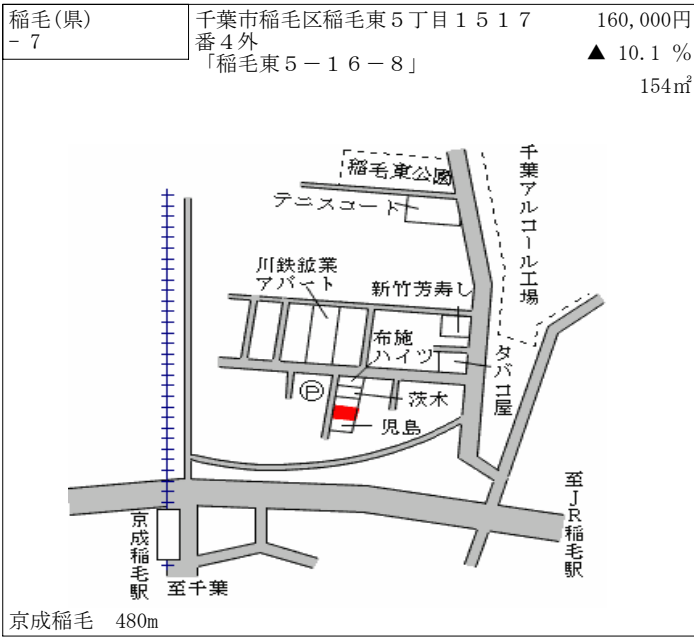 稲毛(県)
－７
千葉市稲毛区稲毛東５丁目１５１７
番４外
「稲毛東５－１６－８」
160,000円
▲ 10.1 %
154㎡
稲毛東公園
テニスコート
千葉アルコール工場
川鉄鉱業
アパート
新竹芳寿し
布施
ハイツ
タバコ屋
Ⓟ
茨木
児島
至ＪＲ稲毛駅
京成稲毛駅
至千葉
京成稲毛　480m